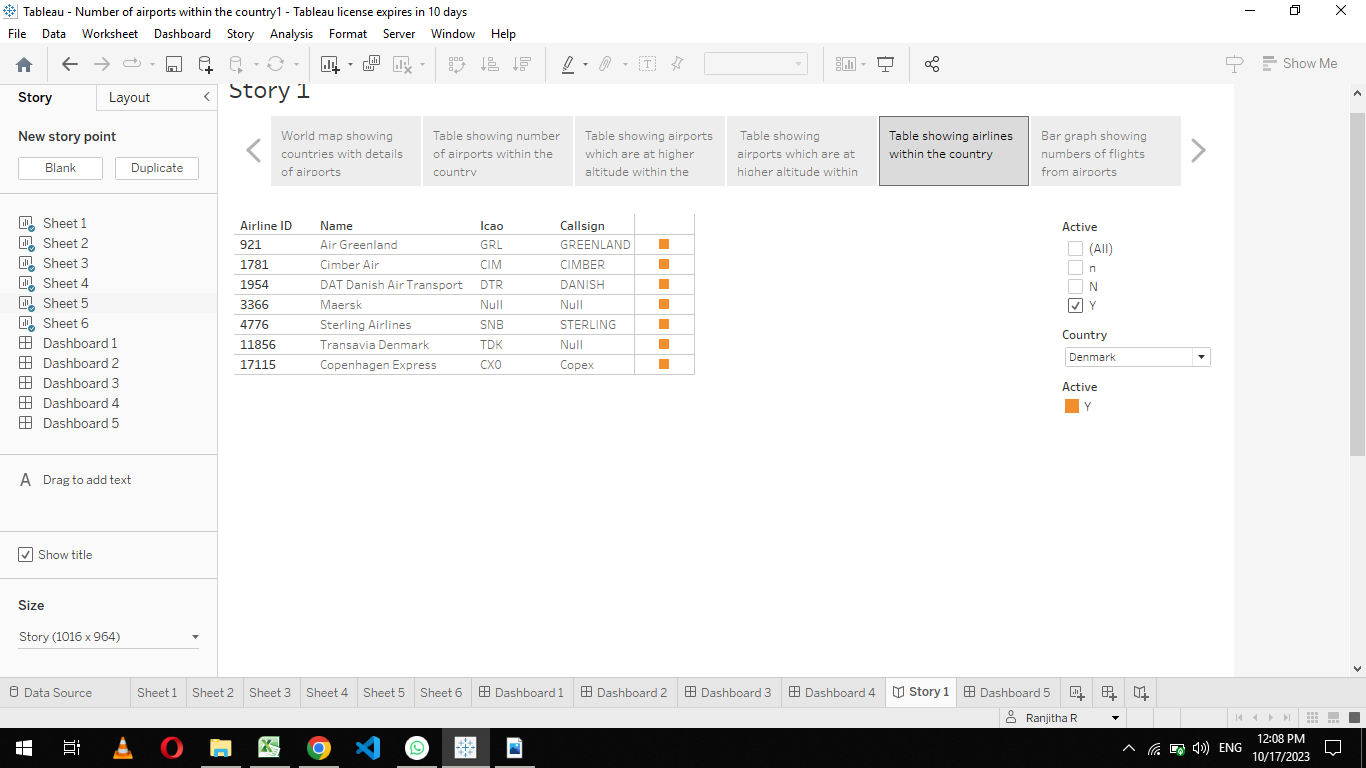 Tableau - Number of airports within the country1 - Tableau license expires in 10 days
File Data Worksheet Dashboard Story Analysis Format Server Window Help
Show Me
Story Layout
New story point
Blank Duplicate
Sheet 1
Sheet 2
Sheet 3
Sheet 4
Sheet 5
Sheet 6
Dashboard 1
Dashboard 2
Dashboard 3
Dashboard 4
Dashboard 5
A Drag to add text
Show title
Size
Story (1016 x 964)
Story 1
World map showing
countries with details
of airports
Table showing number
of airports within the
country
Table showing airports
which are at higher
altitude within the
Table showing
airports which are at
higher altitude within
Table showing airlines
within the country
Bar graph showing
numbers of flights
from airports
Airline ID Name Icao Callsign
921 Air Greenland GRL GREENLAND
1781 Cimber Air CIM CIMBER
1954 DAT Danish Air Transport DTR DANISH
3366 Maersk Null Null
4776 Sterling Airlines SNB STERLING
11856 Transavia Denmark TDK Null
17115 Copenhagen Express CX0 Copex
Active
(All)
n
N
Y
Country
Denmark
Active
Y
Data Source Sheet 1 Sheet 2 Sheet 3 Sheet 4 Sheet 5 Sheet 6 Dashboard 1 Dashboard 2 Dashboard 3 Dashboard 4 Story 1 Dashboard 5
Ranjitha R
ENG
12:08 PM
10/17/2023